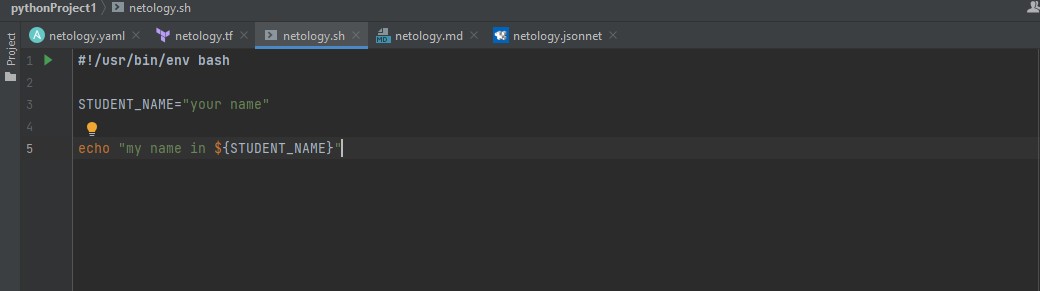 pythonProject1 netology.sh
netology.yaml netology.tf netology.sh netology.md netology.jsonnet
Project
1 #!/usr/bin/env bash
2
3 STUDENT_NAME="your name"
4
5 echo "my name in ${STUDENT_NAME}"